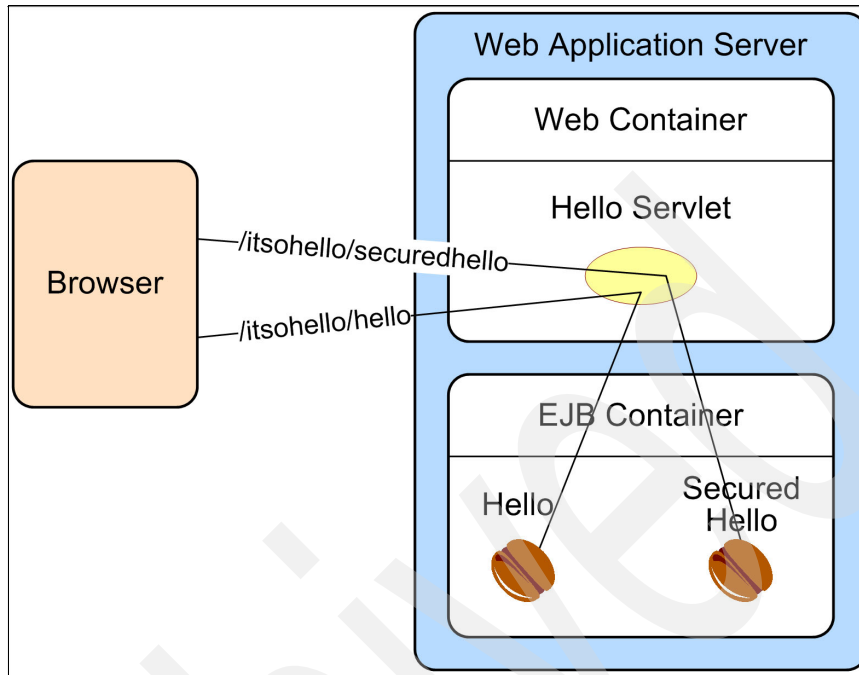 Web Application Server
Web Container
Hello Servlet
/itsohello/securedhello
Browser
/itsohello/hello
EJB Container
Hello
Secured
Hello